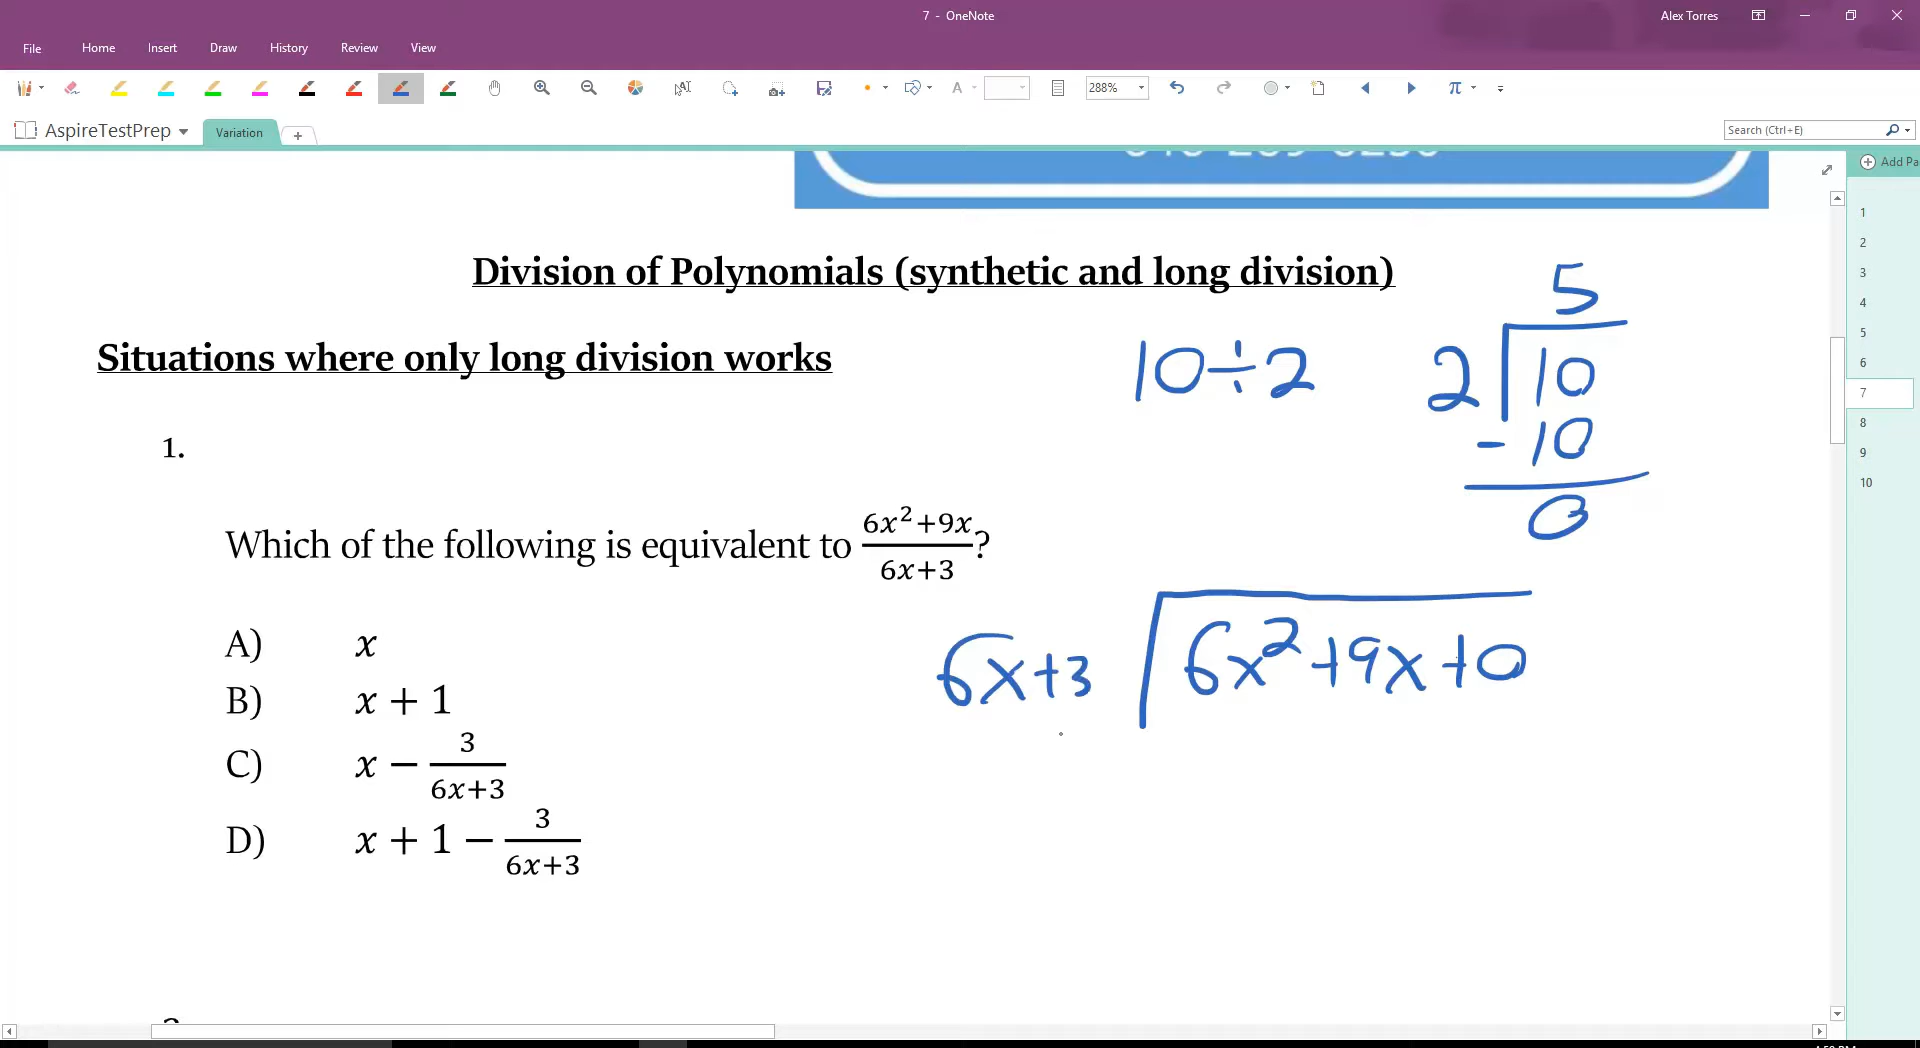 7 - OneNote
Alex Torres
File Home Insert Draw History Review View
288%
AspireTestPrep
Variation
Search (Ctrl+E)
Add Pa
Division of Polynomials (synthetic and long division)
Situations where only long division works
1.
Which of the following is equivalent to 6x²+9x/6x+3?
A) x
B) x + 1
C) x − 3/6x+3
D) x + 1 − 3/6x+3
10÷2
5
2 10
- 10
0
6x+3 6x²+9x+0
1
2
3
4
5
6
7
8
9
10